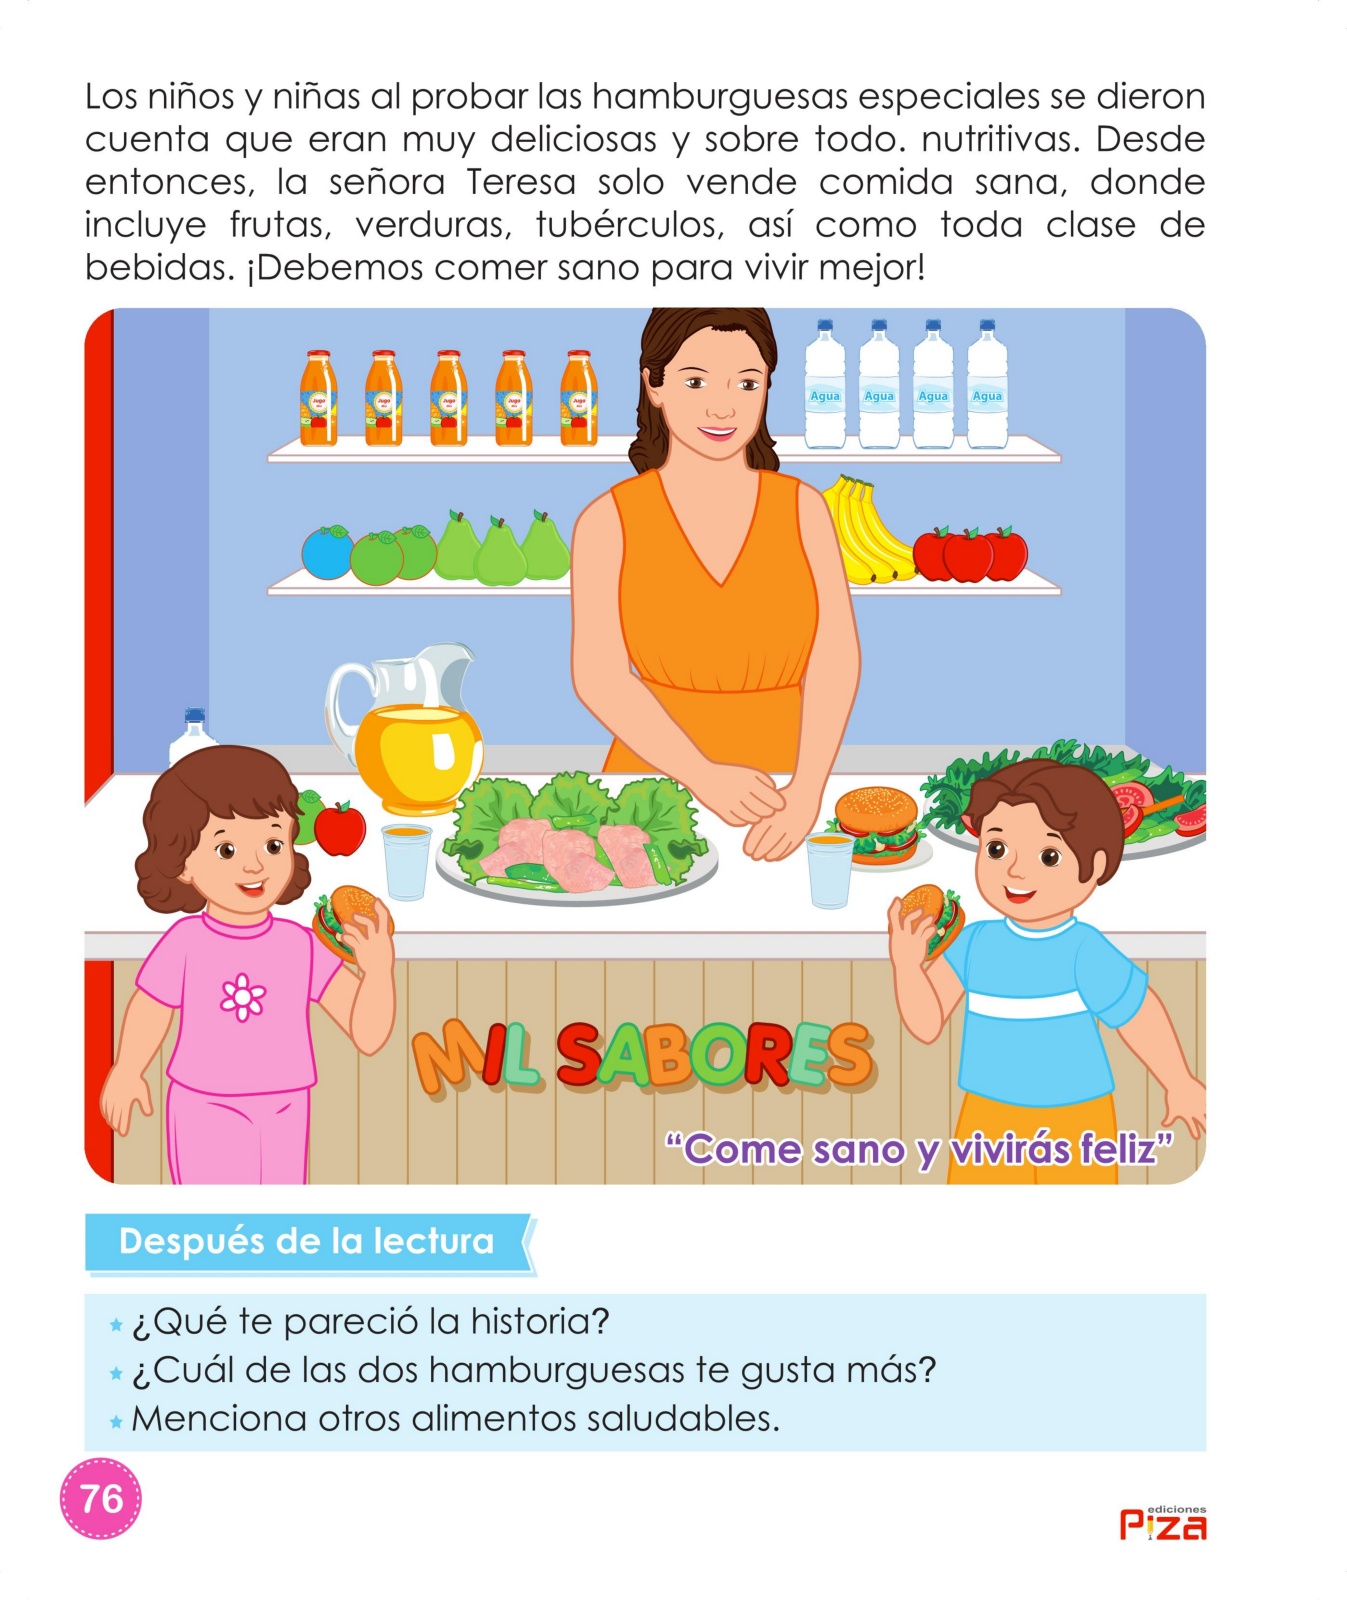 Los niños y niñas al probar las hamburguesas especiales se dieron
cuenta que eran muy deliciosas y sobre todo. nutritivas. Desde
entonces, la señora Teresa solo vende comida sana, donde
incluye frutas, verduras, tubérculos, así como toda clase de
bebidas. ¡Debemos comer sano para vivir mejor!
Jugo Jugo Jugo Jugo Jugo
Agua Agua Agua Agua
MIL SABORES
“Come sano y vivirás feliz”
Después de la lectura
¿Qué te pareció la historia?
¿Cuál de las dos hamburguesas te gusta más?
Menciona otros alimentos saludables.
76
ediciones
Piza